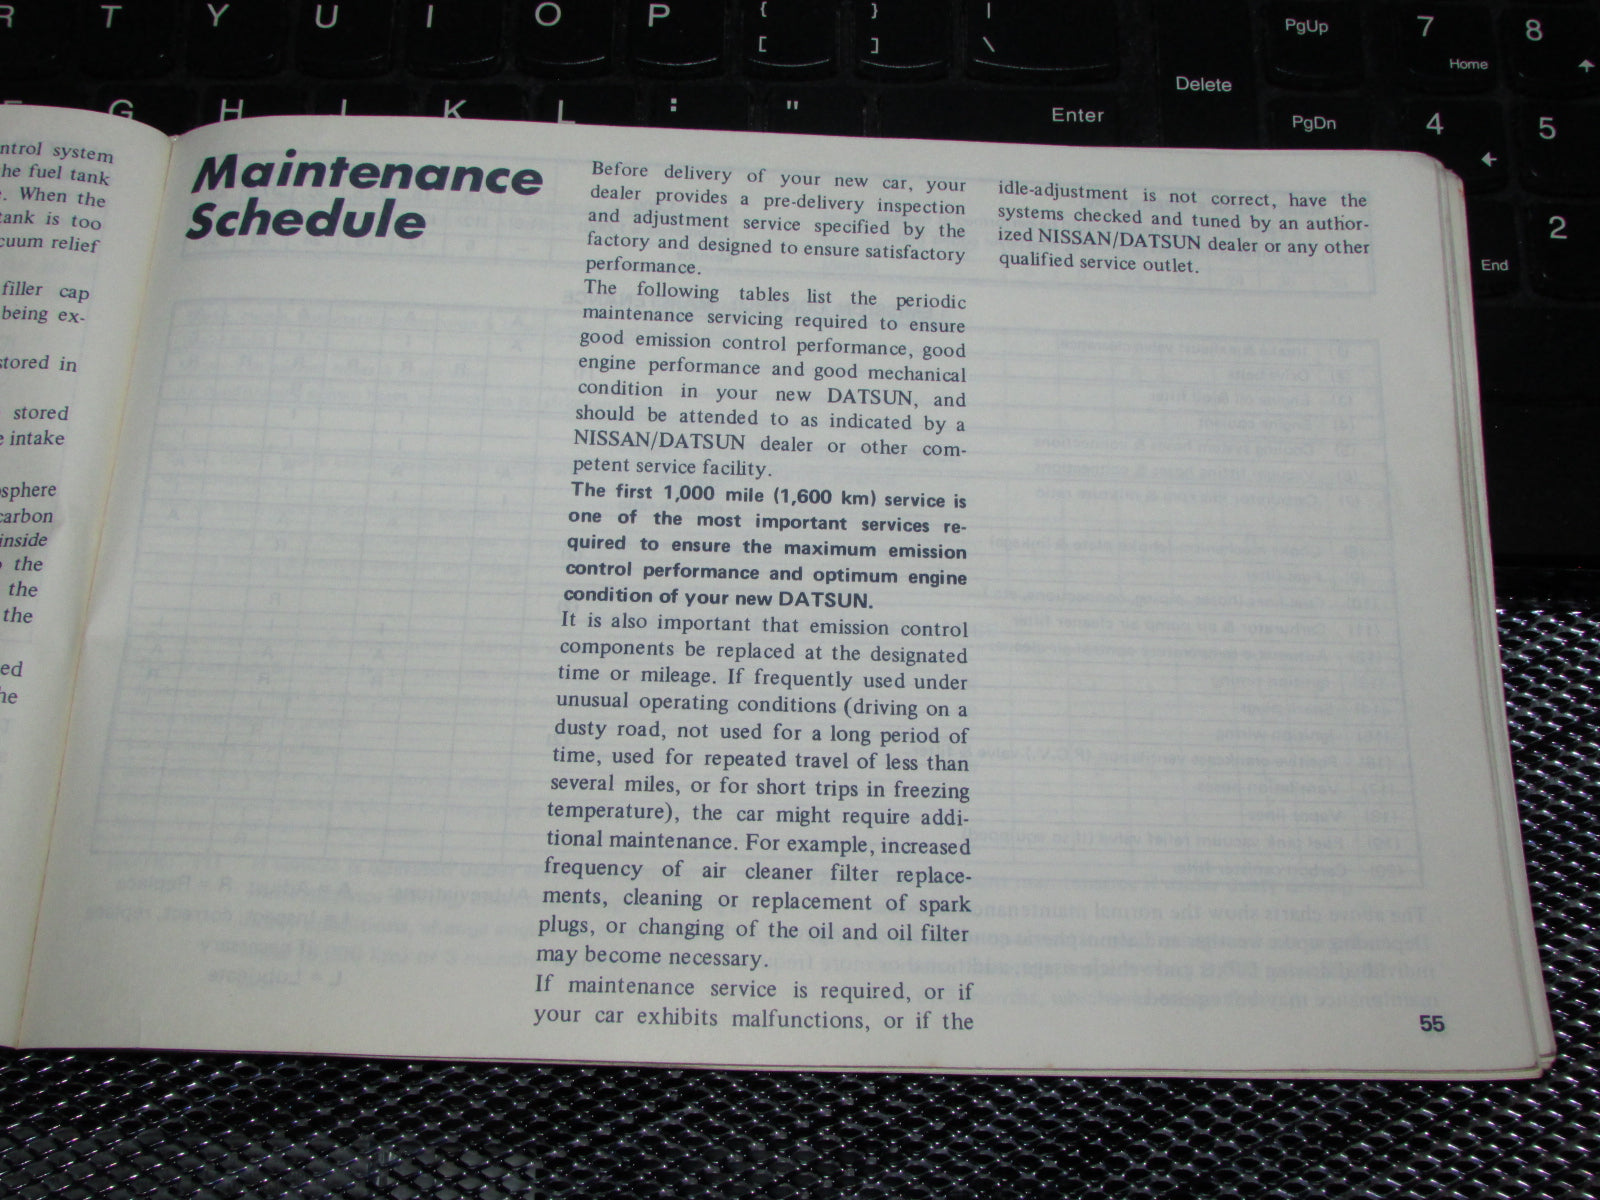 R T Y U I O P { [ } ] | \ PgUp 7 Home 8
G H J K L : " Enter Delete PgDn 4 5
End 2
ntrol system
he fuel tank
. When the
tank is too
cuum relief
filler cap
being ex-
stored in
stored
intake
sphere
carbon
inside
the
the
the
ed
he
Maintenance
Schedule
Before delivery of your new car, your
dealer provides a pre-delivery inspection
and adjustment service specified by the
factory and designed to ensure satisfactory
performance.
The following tables list the periodic
maintenance servicing required to ensure
good emission control performance, good
engine performance and good mechanical
condition in your new DATSUN, and
should be attended to as indicated by a
NISSAN/DATSUN dealer or other com-
petent service facility.
The first 1,000 mile (1,600 km) service is
one of the most important services re-
quired to ensure the maximum emission
control performance and optimum engine
condition of your new DATSUN.
It is also important that emission control
components be replaced at the designated
time or mileage. If frequently used under
unusual operating conditions (driving on a
dusty road, not used for a long period of
time, used for repeated travel of less than
several miles, or for short trips in freezing
temperature), the car might require addi-
tional maintenance. For example, increased
frequency of air cleaner filter replace-
ments, cleaning or replacement of spark
plugs, or changing of the oil and oil filter
may become necessary.
If maintenance service is required, or if
your car exhibits malfunctions, or if the
idle-adjustment is not correct, have the
systems checked and tuned by an author-
ized NISSAN/DATSUN dealer or any other
qualified service outlet.
55